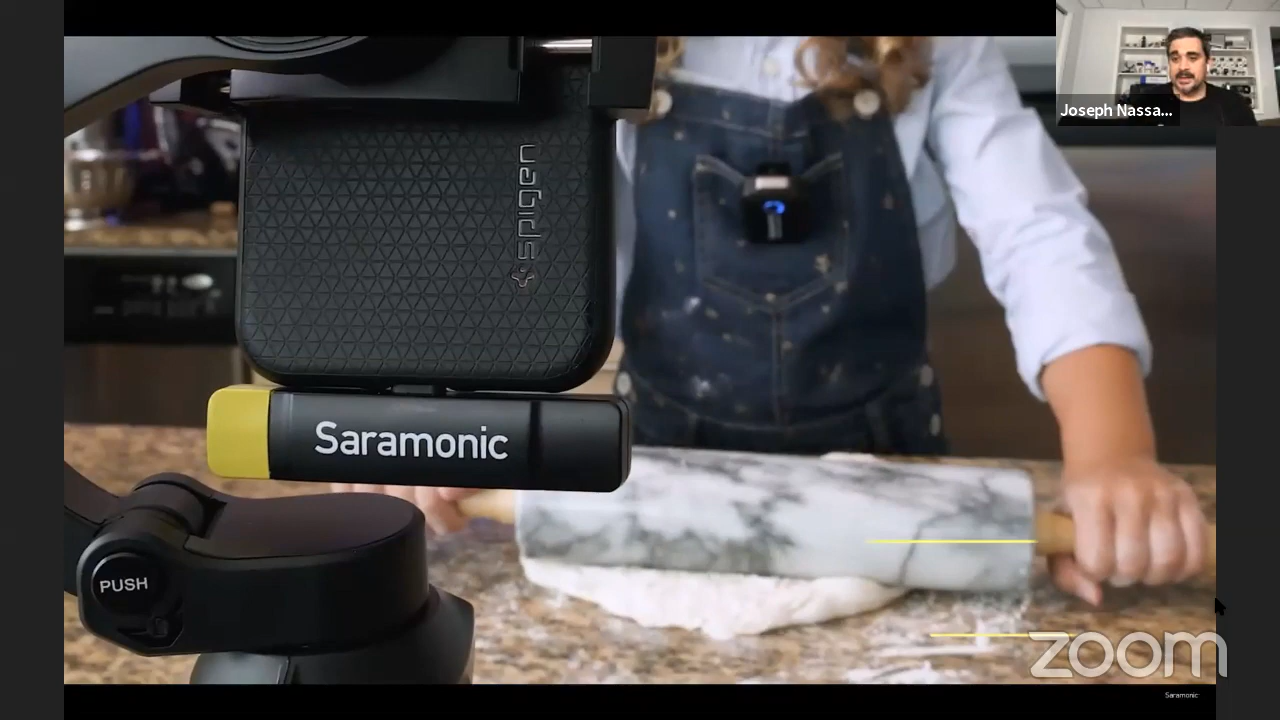 Joseph Nassa...
spigen
Saramonic
PUSH
zoom
Saramonic